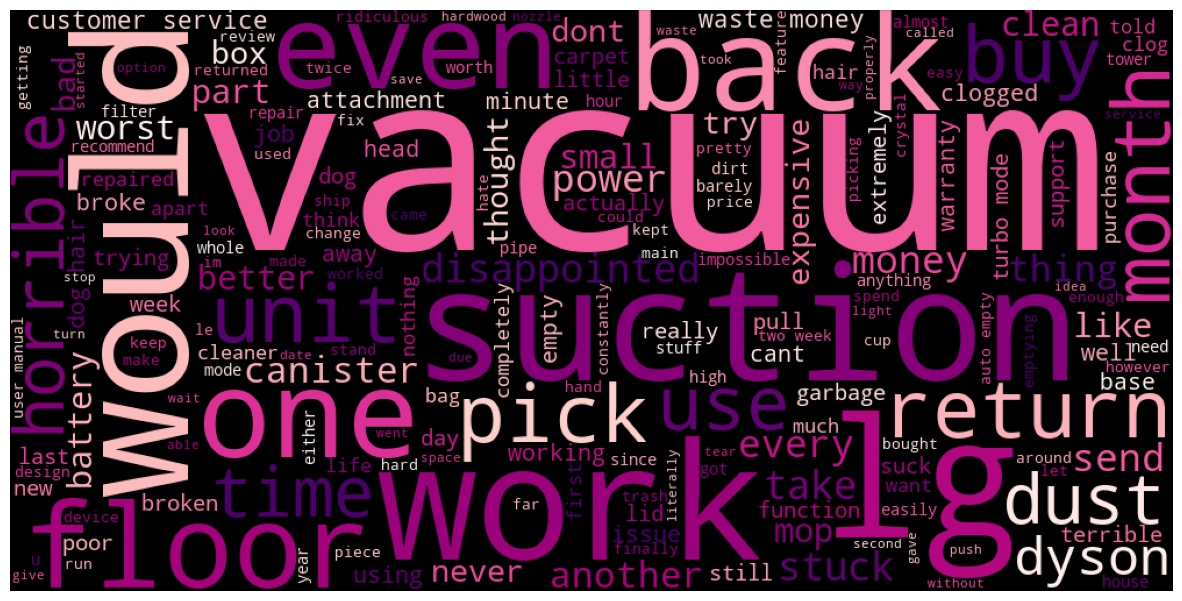 customer service
ridiculous
hardwood
nozzle
waste money
almost
clean
told
getting
review
box
even
dont
back
feature
called
buy
clog
started
option
returned
twice
save
worth
carpet
waste
took
hair
way
properly
easy
tower
bad
would
filter
part
attachment
minute
little
hour
clogged
month
worst
repair
fix
vacuum
try
crystal
service
recommend
job
used
head
thought
small
pretty
picking
extremely
warranty
turbo mode
support
purchase
horrible
repaired
dog
hate
power
dirt
barely
price
expensive
broke
apart
ship
think
change
actually
could
kept
trying
look
im
made
away
pipe
main
impossible
money
thing
stop
whole
better
worked
disappointed
anything
idea
dog hair
week
unit
nothing
suction
spend
enough
light
turn
le
stand
completely
empty
constantly
really
stuff
pull
two week
cant
cup
auto empty
emptying
like
well
need
however
user manual
keep
make
cleaner
date
mode
due
canister
high
base
battery
wait
one
hand
bag
pick
use
garbage
much
return
able
either
went
day
space
working
since
every
bought
around
let
send
last
design
new
life
hard
work
tear
got
suck
want
lg
dust
broken
time
far
first
trash
lid
literally
take
function
easily
floor
device
u
poor
run
piece
issue
finally
mop
second
gave
push
terrible
dyson
give
year
using
never
another
still
stuck
without
house